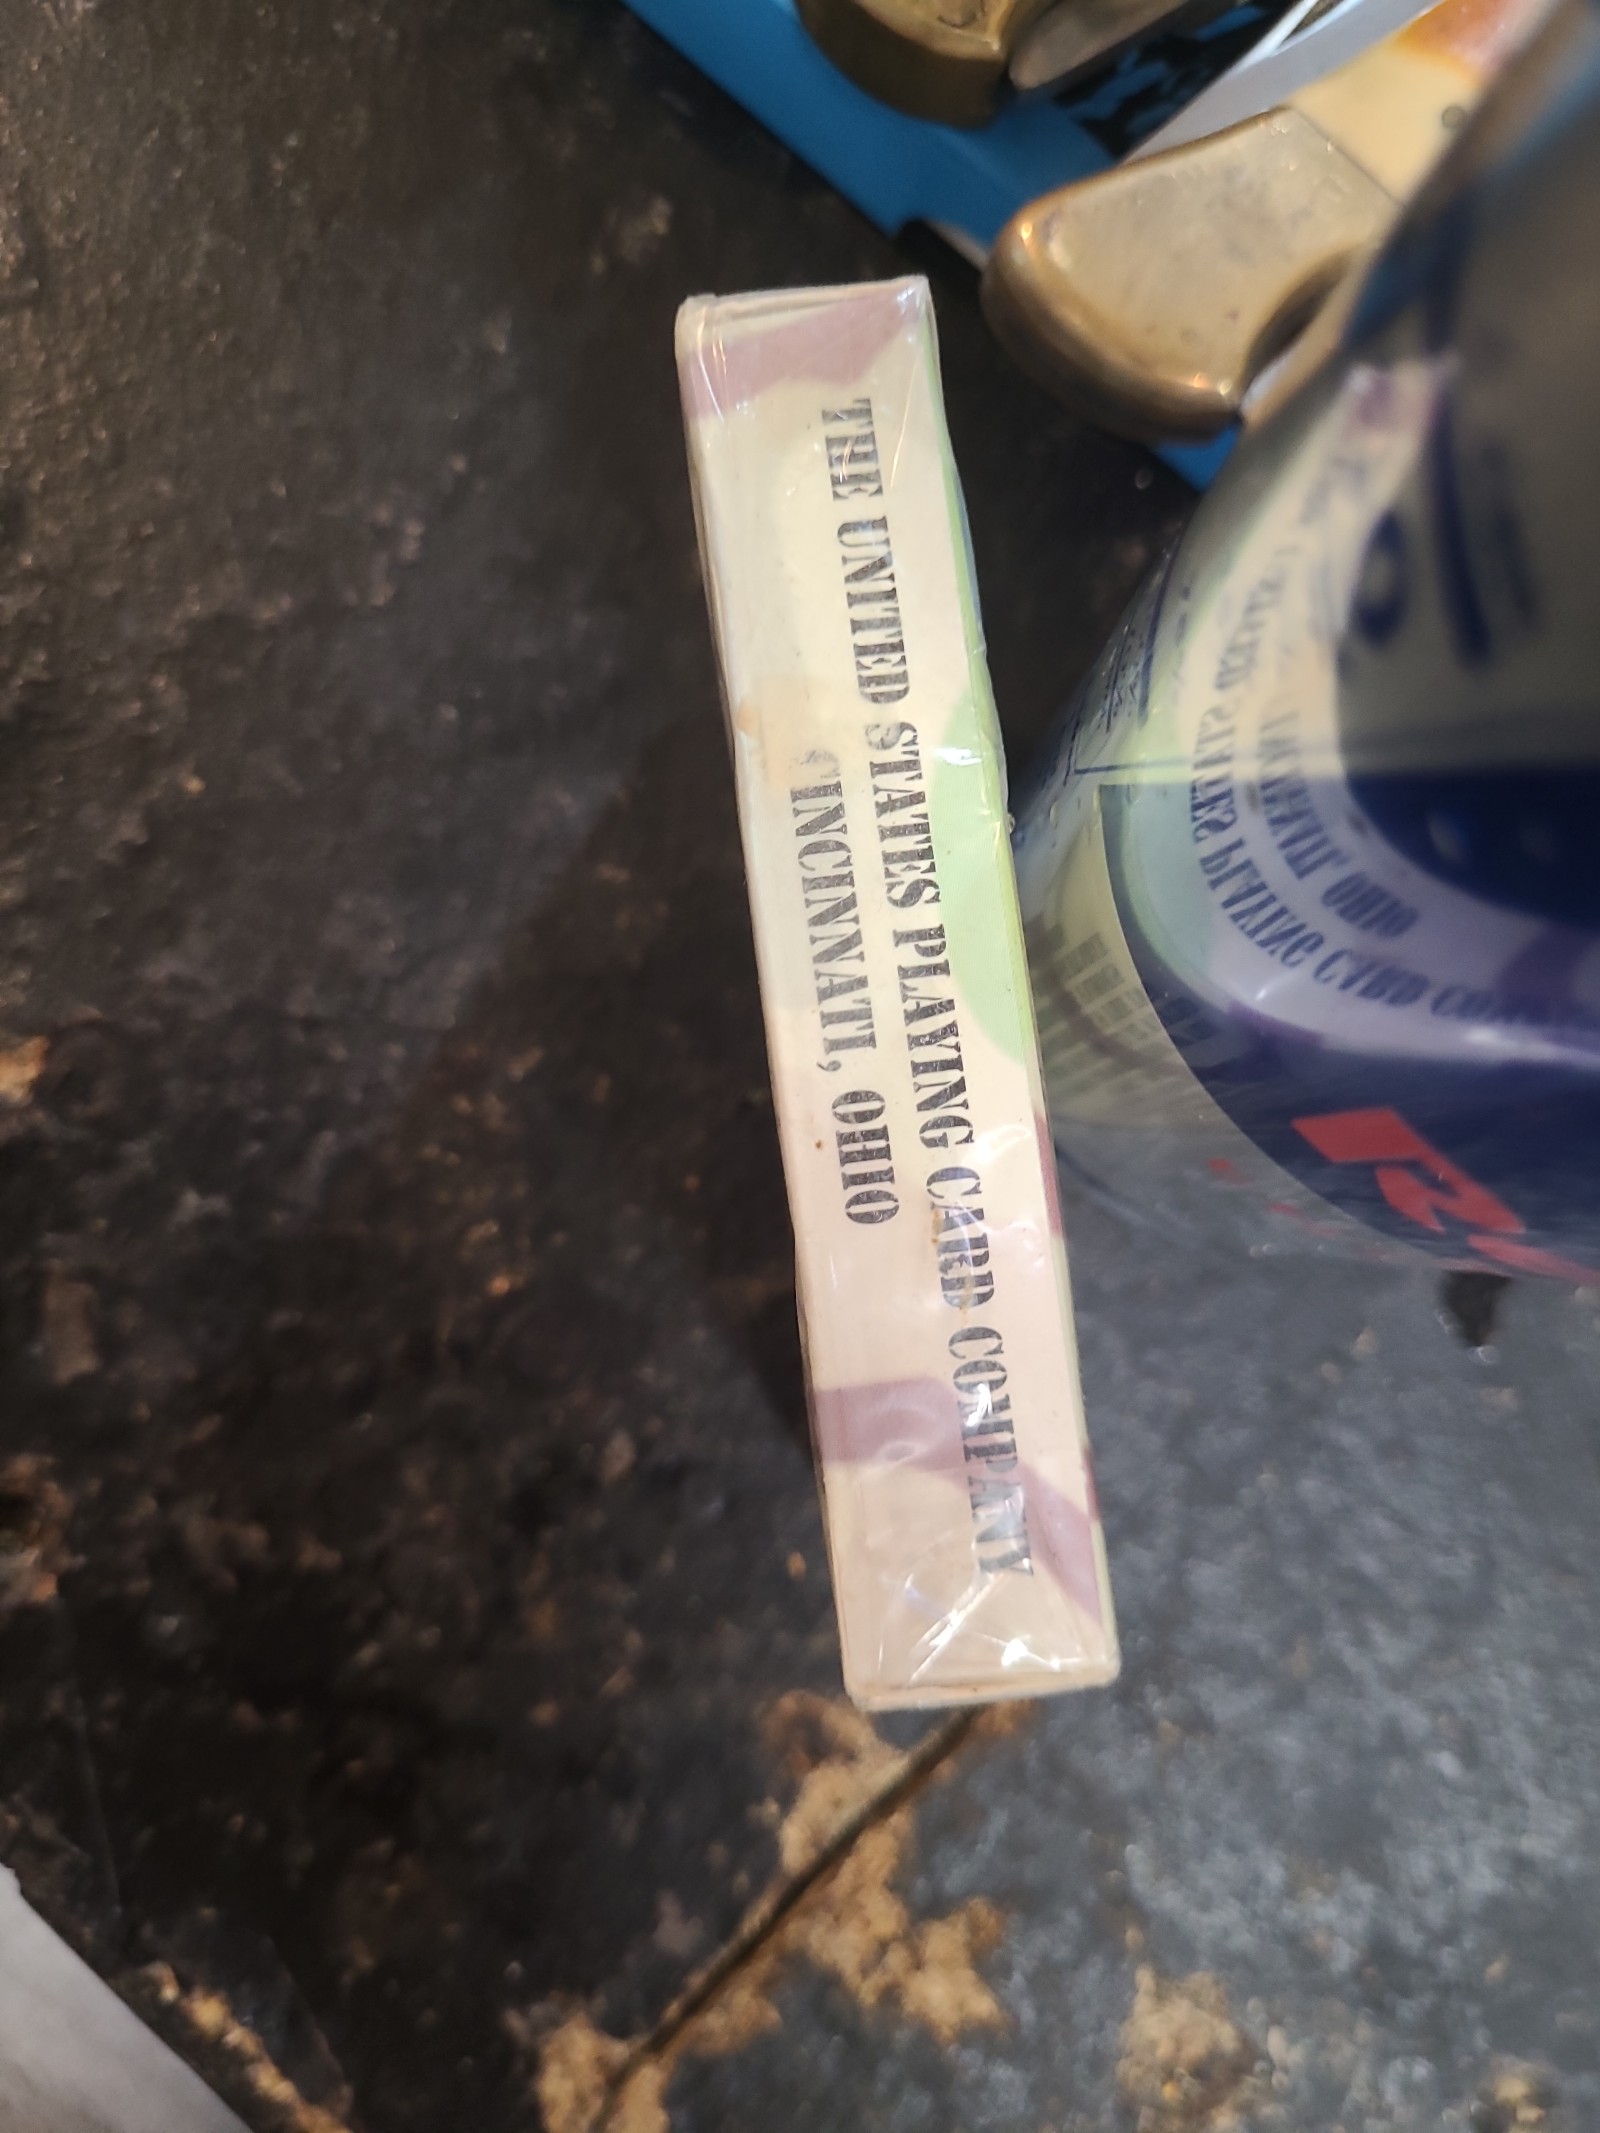 THE UNITED STATES PLAYING CARD COMPANY
CINCINNATI, OHIO